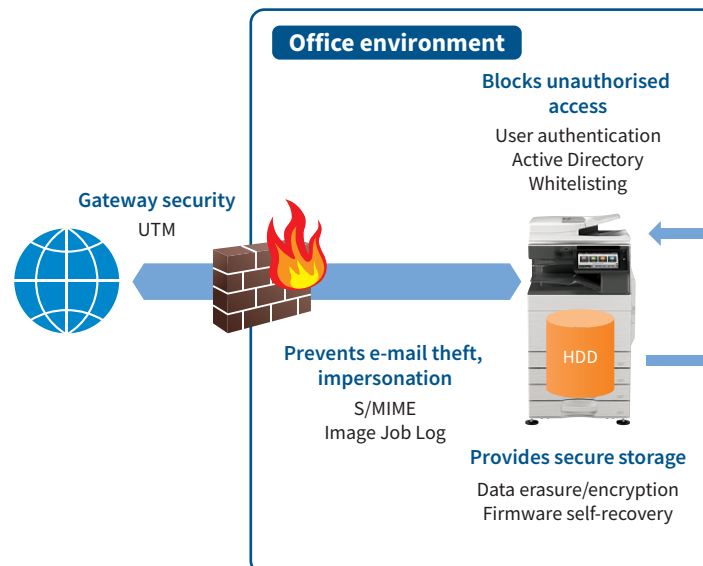 Office environment
Blocks unauthorised
access
User authentication
Active Directory
Whitelisting
Gateway security
UTM
HDD
Prevents e-mail theft,
impersonation
S/MIME
Image Job Log
Provides secure storage
Data erasure/encryption
Firmware self-recovery